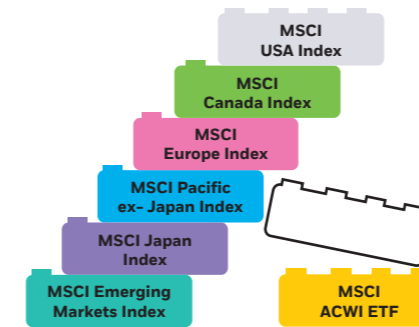 MSCI
USA Index
MSCI
Canada Index
MSCI
Europe Index
MSCI Pacific
ex- Japan Index
MSCI Japan
Index
MSCI Emerging
Markets Index
MSCI
ACWI ETF